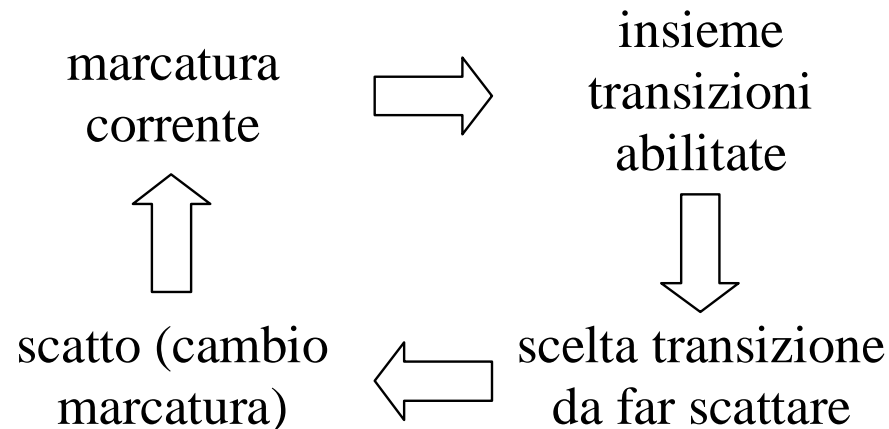 marcatura
corrente
insieme
transizioni
abilitate
scatto (cambio
marcatura)
scelta transizione
da far scattare